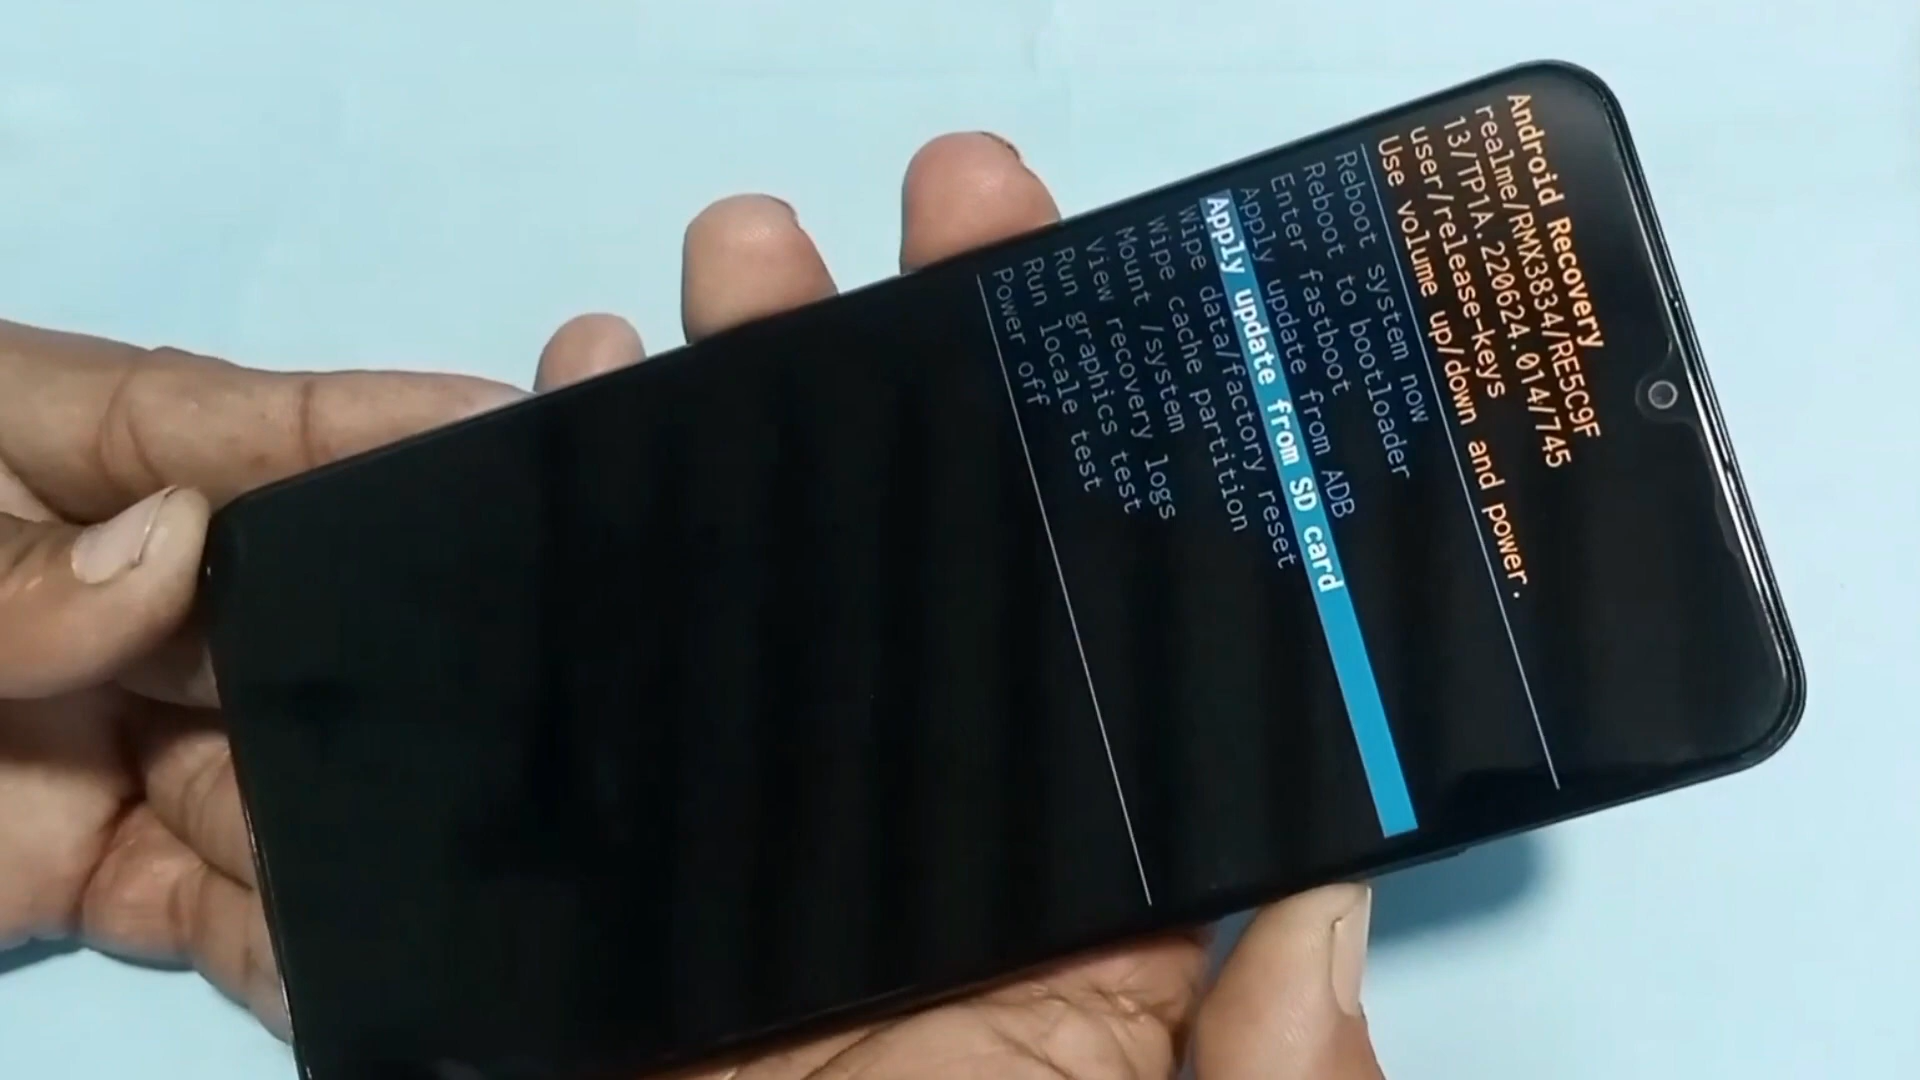 Android Recovery
realme/RMX3834/RE5C9F
13/TP1A.220624.014/745
user/release-keys
Use volume up/down and power.
Reboot system now
Reboot to bootloader
Enter fastboot
Apply update from ADB
Apply update from SD card
Wipe data/factory reset
Wipe cache partition
Mount /system
View recovery logs
Run graphics test
Run locale test
Power off